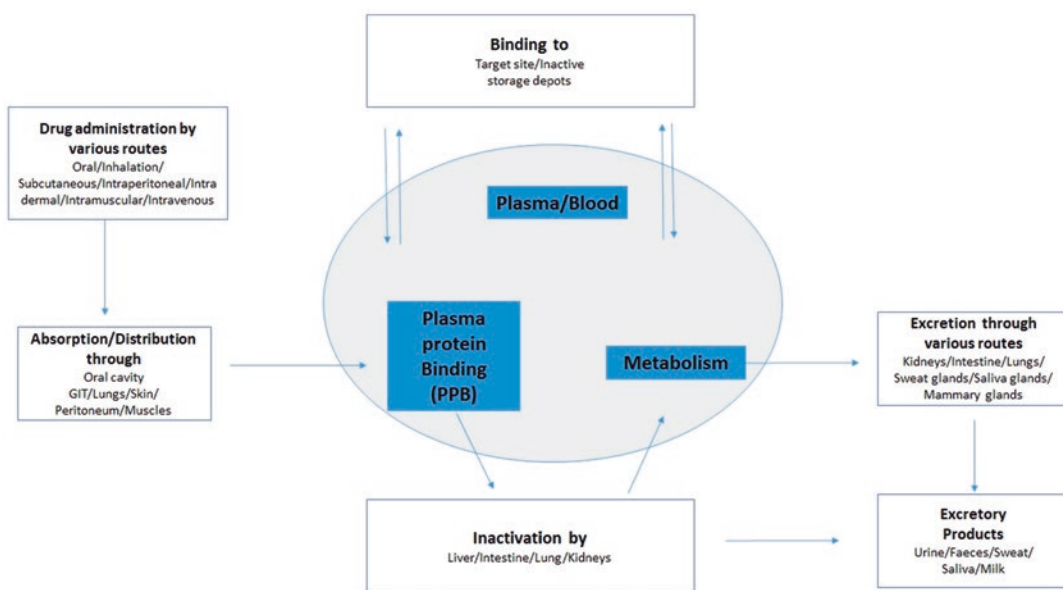 Binding to
Target site/Inactive
storage depots
Drug administration by
various routes
Oral/Inhalation/
Subcutaneous/Intraperitoneal/Intra
dermal/Intramuscular/Intravenous
Plasma/Blood
Absorption/Distribution
through
Oral cavity
GIT/Lungs/Skin/
Peritoneum/Muscles
Plasma
protein
Binding
(PPB)
Metabolism
Excretion through
various routes
Kidneys/Intestine/Lungs/
Sweat glands/Saliva glands/
Mammary glands
Inactivation by
Liver/Intestine/Lung/Kidneys
Excretory
Products
Urine/Faeces/Sweat/
Saliva/Milk